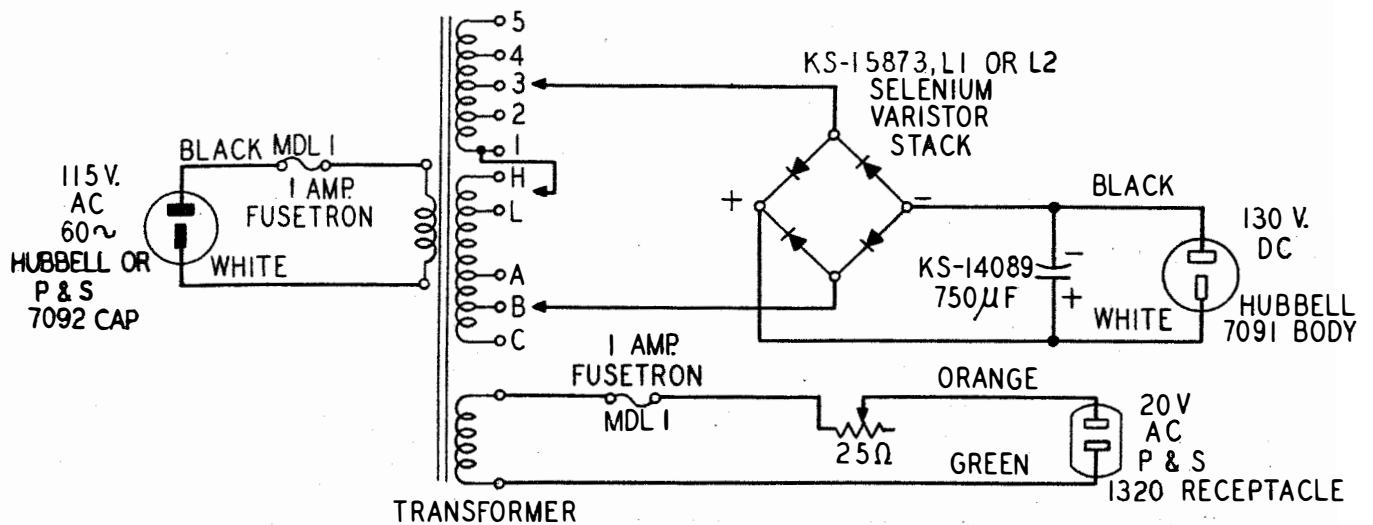 5
4
3
2
1
H
L
A
B
C
KS-15873, L1 OR L2
SELENIUM
VARISTOR
STACK
BLACK MDL 1
1 AMP.
FUSETRON
115 V.
AC
60~
HUBBELL OR
P & S
7092 CAP
WHITE
+
-
BLACK
130 V.
DC
KS-14089
750µF
-
+
WHITE
HUBBELL
7091 BODY
1 AMP.
FUSETRON
MDL 1
25Ω
ORANGE
GREEN
20 V
AC
P & S
1320 RECEPTACLE
TRANSFORMER